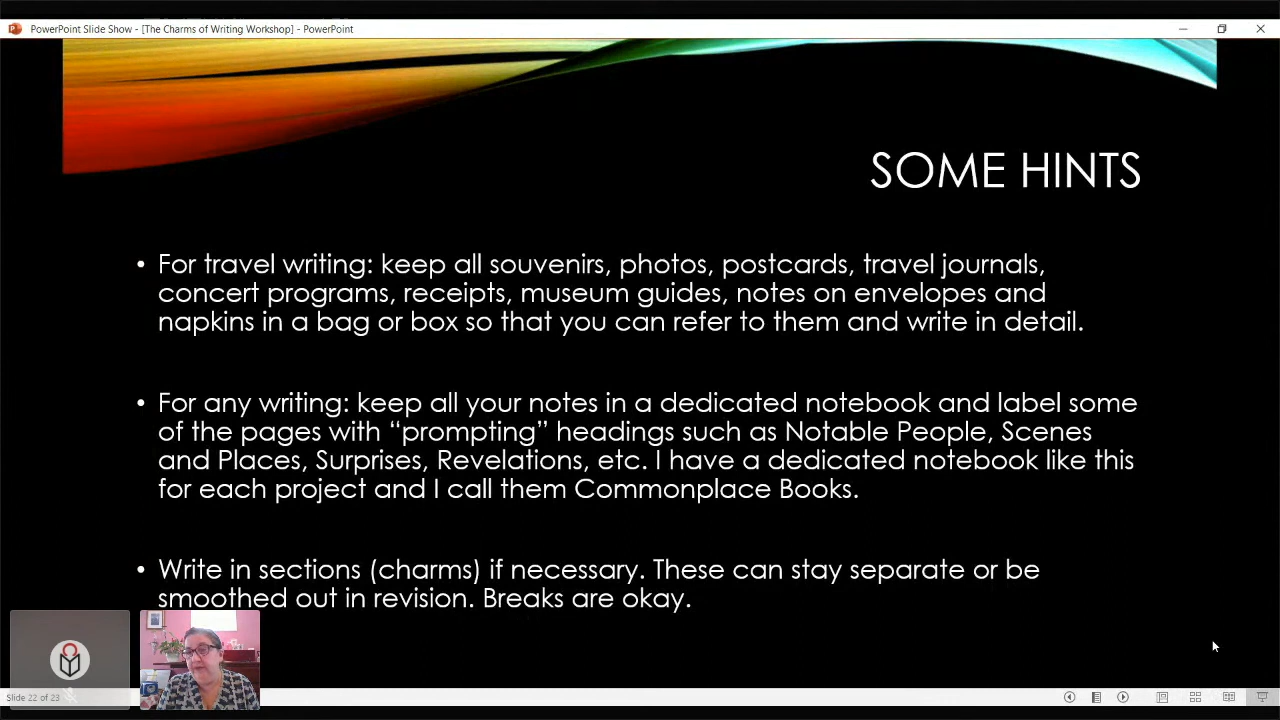 PowerPoint Slide Show - [The Charms of Writing Workshop] - PowerPoint
SOME HINTS
• For travel writing: keep all souvenirs, photos, postcards, travel journals,
concert programs, receipts, museum guides, notes on envelopes and
napkins in a bag or box so that you can refer to them and write in detail.
• For any writing: keep all your notes in a dedicated notebook and label some
of the pages with “prompting” headings such as Notable People, Scenes
and Places, Surprises, Revelations, etc. I have a dedicated notebook like this
for each project and I call them Commonplace Books.
• Write in sections (charms) if necessary. These can stay separate or be
smoothed out in revision. Breaks are okay.
Slide 22 of 23